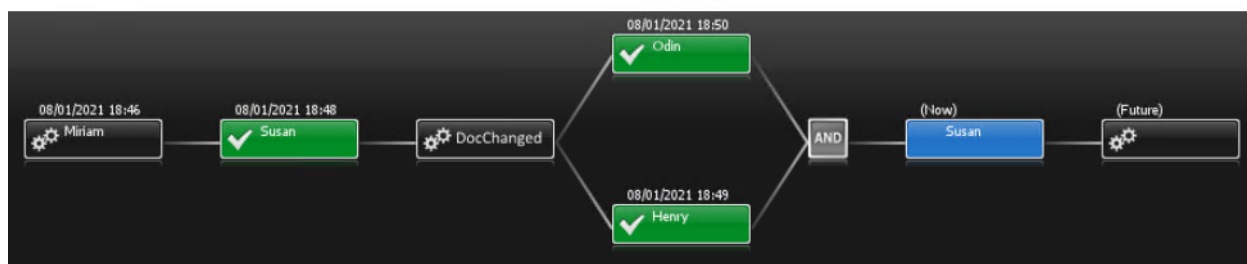 08/01/2021 18:46
Miriam
08/01/2021 18:48
Susan
DocChanged
08/01/2021 18:50
Odin
08/01/2021 18:49
Henry
AND
(Now)
Susan
(Future)